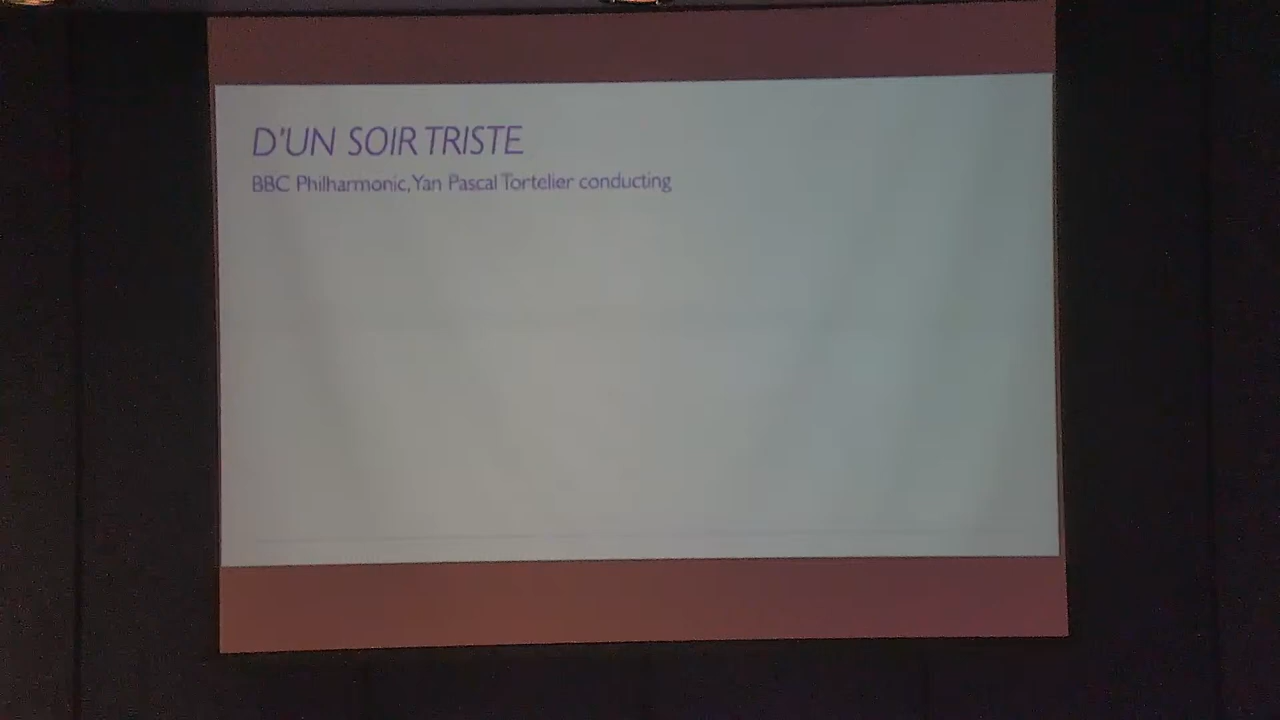 D'UN SOIR TRISTE
BBC Philharmonic, Yan Pascal Tortelier conducting